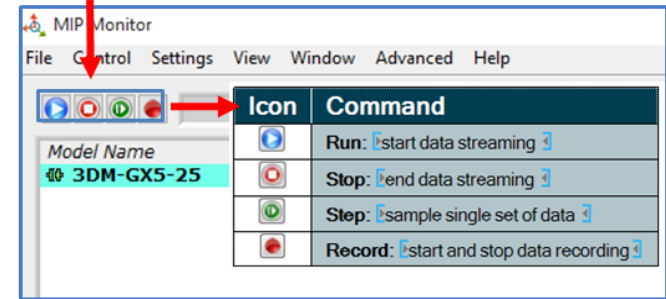 MIP Monitor
File Control Settings View Window Advanced Help
Icon Command
Model Name
3DM-GX5-25
Run: start data streaming
Stop: end data streaming
Step: sample single set of data
Record: start and stop data recording